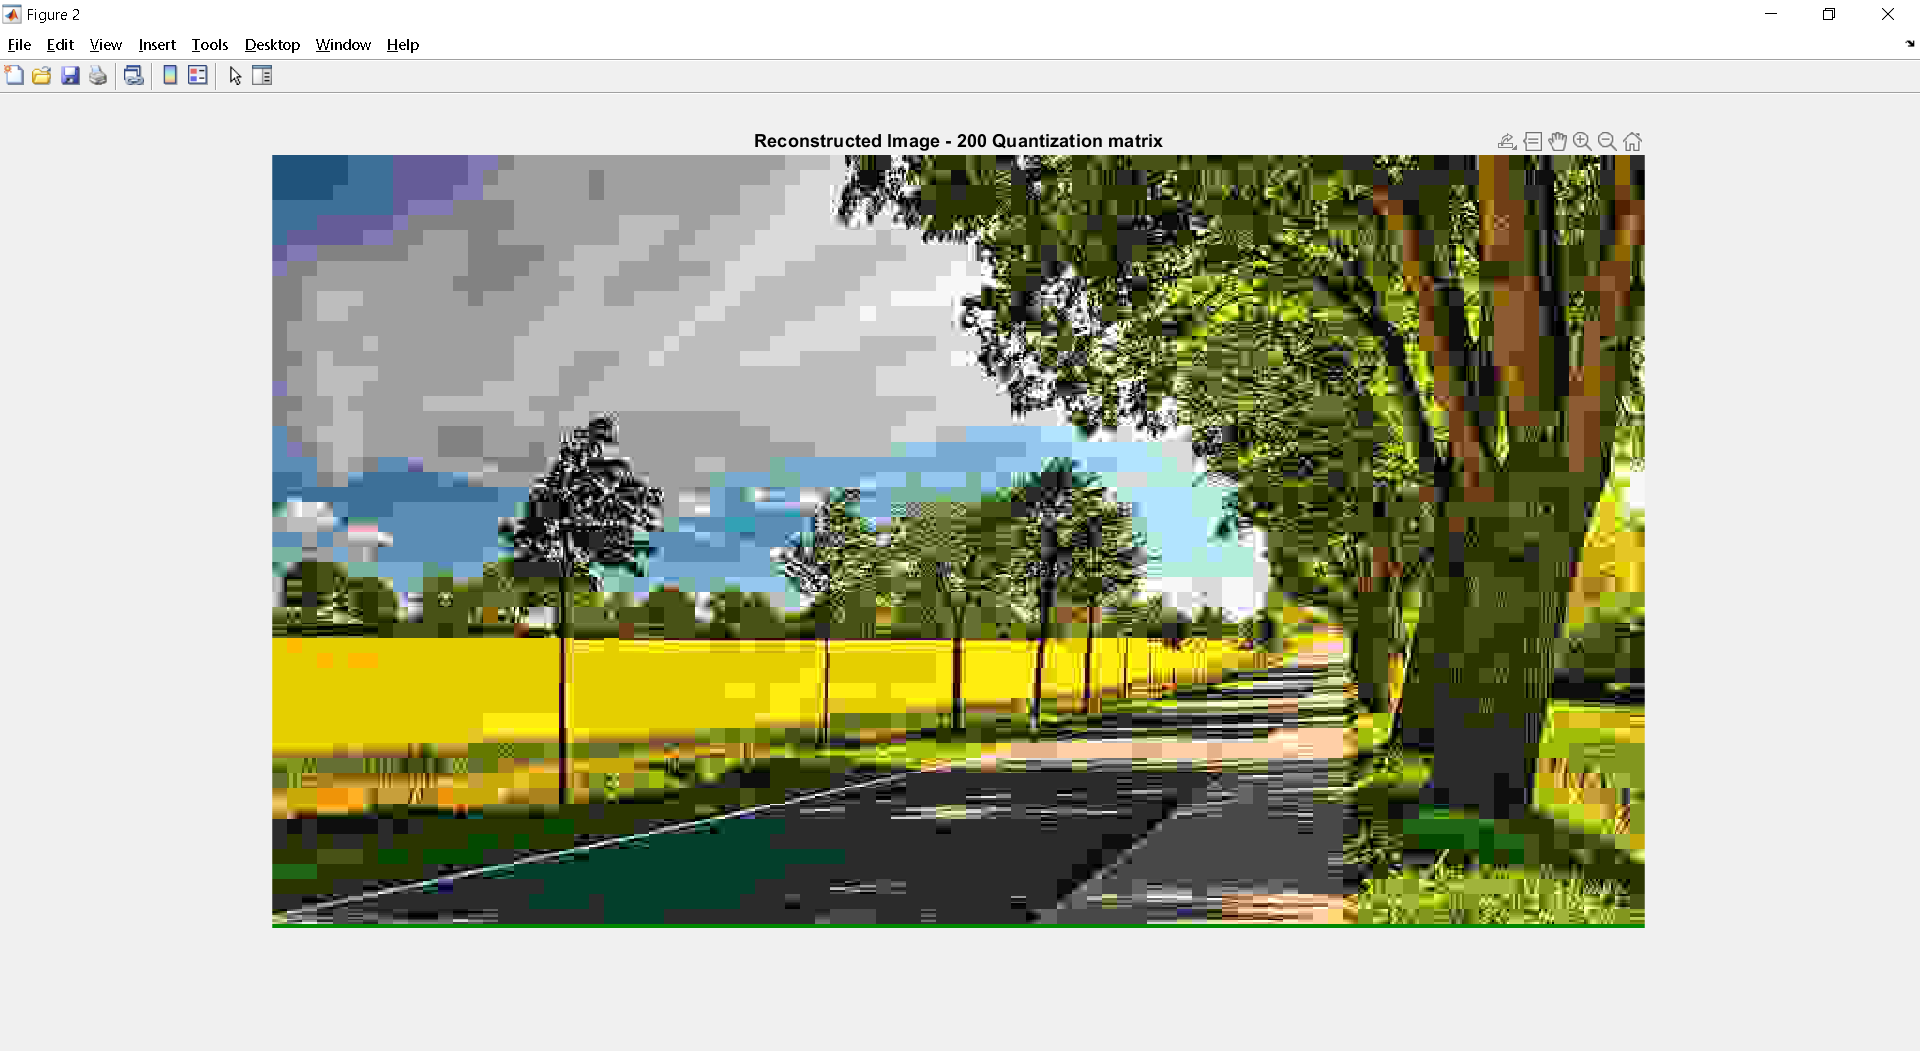 Figure 2
File Edit View Insert Tools Desktop Window Help
Reconstructed Image - 200 Quantization matrix